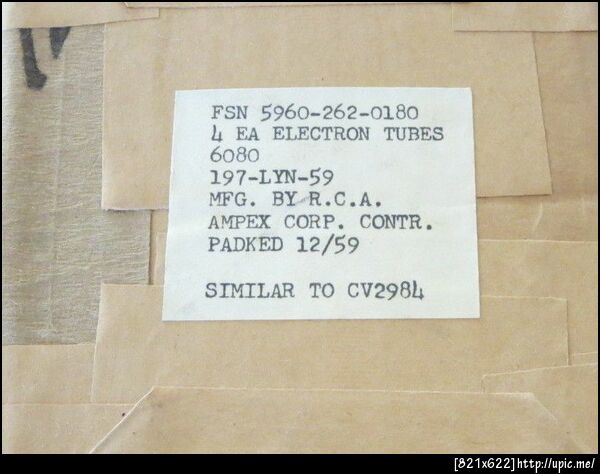 FSN 5960-262-0180
4 EA ELECTRON TUBES
6080
197-LYN-59
MFG. BY R.C.A.
AMPEX CORP. CONTR.
PADKED 12/59
SIMILAR TO CV2984
[821x622]http://upic.me/